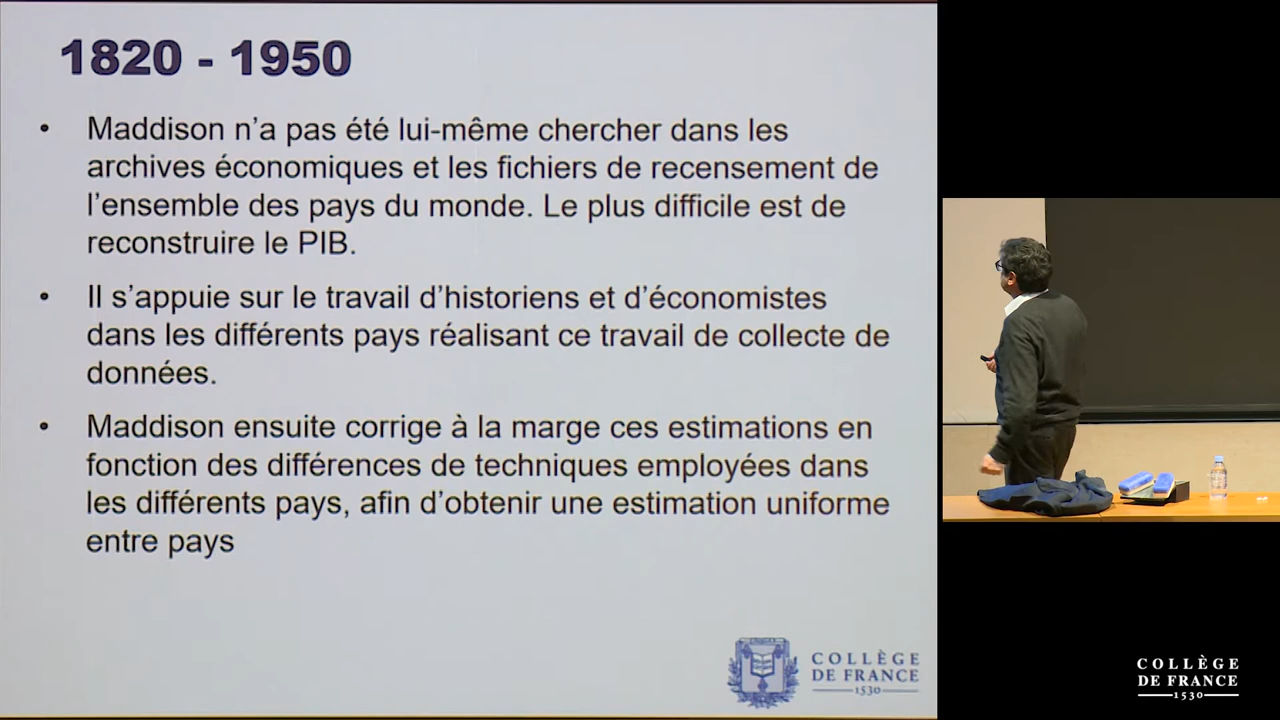 1820 - 1950
• Maddison n’a pas été lui-même chercher dans les
archives économiques et les fichiers de recensement de
l’ensemble des pays du monde. Le plus difficile est de
reconstruire le PIB.
• Il s’appuie sur le travail d’historiens et d’économistes
dans les différents pays réalisant ce travail de collecte de
données.
• Maddison ensuite corrige à la marge ces estimations en
fonction des différences de techniques employées dans
les différents pays, afin d’obtenir une estimation uniforme
entre pays
COLLÈGE
DE FRANCE
1530
COLLÈGE
DE FRANCE
1530